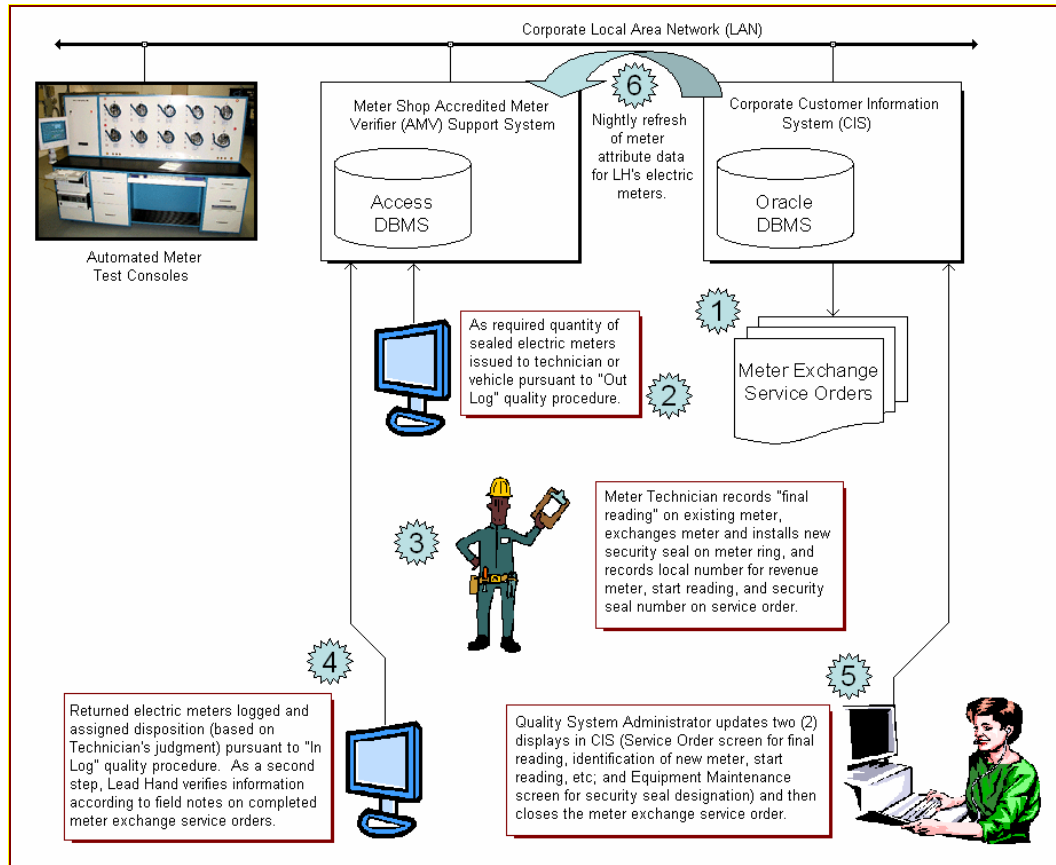 Corporate Local Area Network (LAN)
Meter Shop Accredited Meter
Verifier (AMV) Support System
Access
DBMS
6
Nightly refresh
of meter
attribute data
for LH's electric
meters.
Corporate Customer Information
System (CIS)
Oracle
DBMS
Automated Meter
Test Consoles
1
Meter Exchange
Service Orders
As required quantity of
sealed electric meters
issued to technician or
vehicle pursuant to "Out
Log" quality procedure.
2
3
Meter Technician records "final
reading" on existing meter,
exchanges meter and installs new
security seal on meter ring, and
records local number for revenue
meter, start reading, and security
seal number on service order.
4
Returned electric meters logged and
assigned disposition (based on
Technician's judgment) pursuant to "In
Log" quality procedure. As a second
step, Lead Hand verifies information
according to field notes on completed
meter exchange service orders.
5
Quality System Administrator updates two (2)
displays in CIS (Service Order screen for final
reading, identification of new meter, start
reading, etc; and Equipment Maintenance
screen for security seal designation) and then
closes the meter exchange service order.